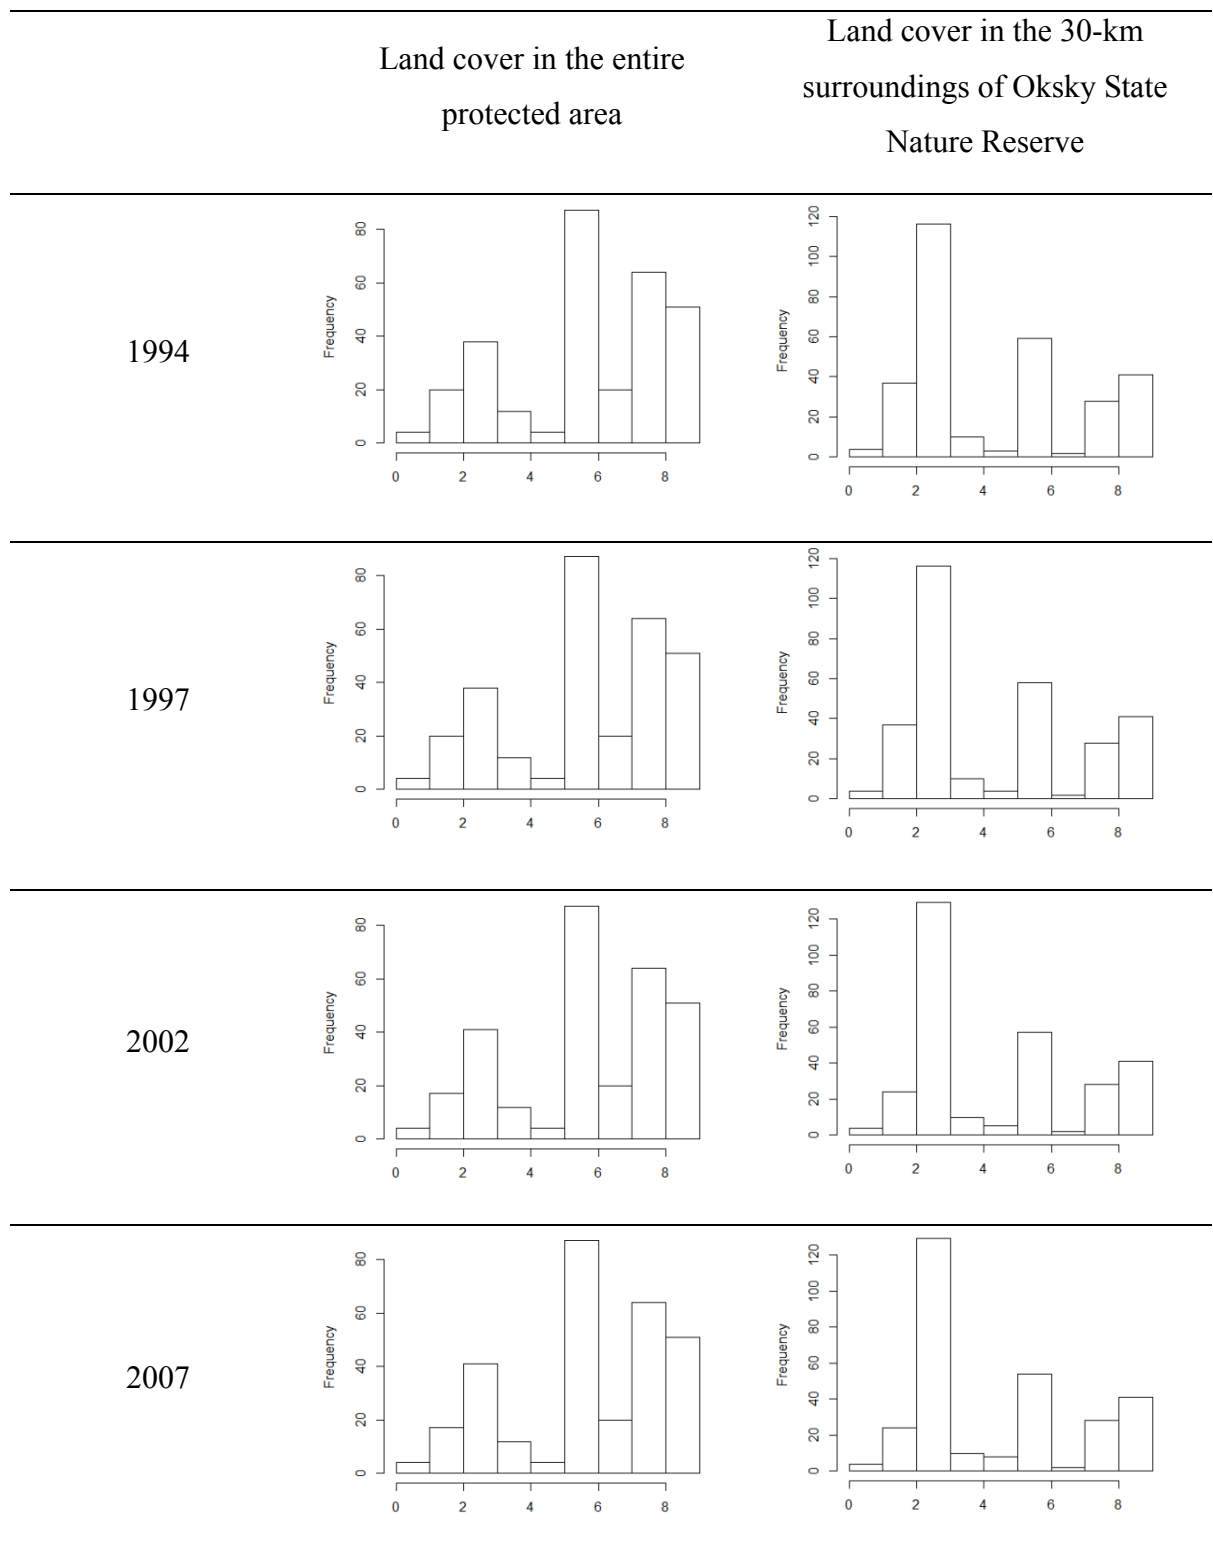 Land cover in the entire
protected area
Land cover in the 30-km
surroundings of Oksky State
Nature Reserve
1994
Frequency
0 20 40 60 80
0 2 4 6 8
Frequency
0 20 40 60 80 100 120
0 2 4 6 8
1997
Frequency
0 20 40 60 80
0 2 4 6 8
Frequency
0 20 40 60 80 100 120
0 2 4 6 8
2002
Frequency
0 20 40 60 80
0 2 4 6 8
Frequency
0 20 40 60 80 100 120
0 2 4 6 8
2007
Frequency
0 20 40 60 80
0 2 4 6 8
Frequency
0 20 40 60 80 100 120
0 2 4 6 8